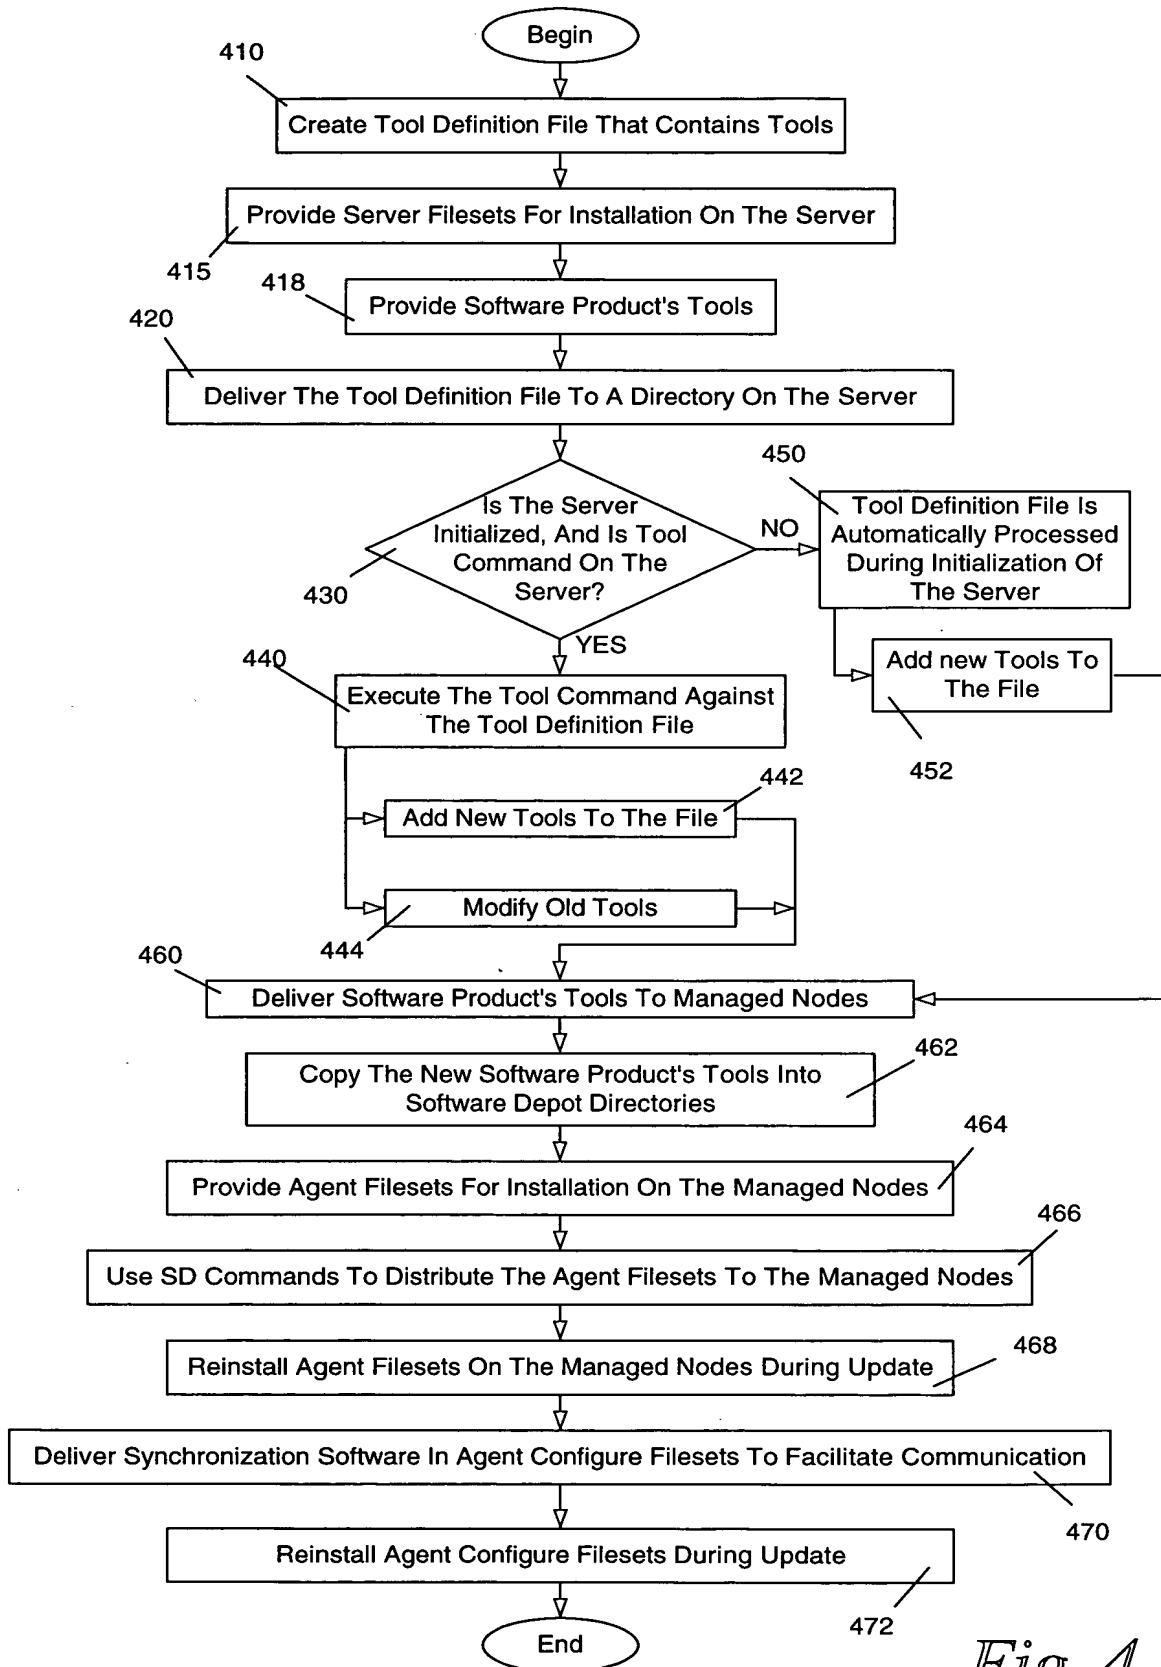 Begin
410
Create Tool Definition File That Contains Tools
Provide Server Filesets For Installation On The Server
415
418
Provide Software Product's Tools
420
Deliver The Tool Definition File To A Directory On The Server
Is The Server
Initialized, And Is Tool
Command On The
Server?
430
NO
450
Tool Definition File Is
Automatically Processed
During Initialization Of
The Server
YES
Add new Tools To
The File
452
440
Execute The Tool Command Against
The Tool Definition File
442
Add New Tools To The File
Modify Old Tools
444
460
Deliver Software Product's Tools To Managed Nodes
462
Copy The New Software Product's Tools Into
Software Depot Directories
464
Provide Agent Filesets For Installation On The Managed Nodes
466
Use SD Commands To Distribute The Agent Filesets To The Managed Nodes
468
Reinstall Agent Filesets On The Managed Nodes During Update
Deliver Synchronization Software In Agent Configure Filesets To Facilitate Communication
470
Reinstall Agent Configure Filesets During Update
472
End
Fig. 4